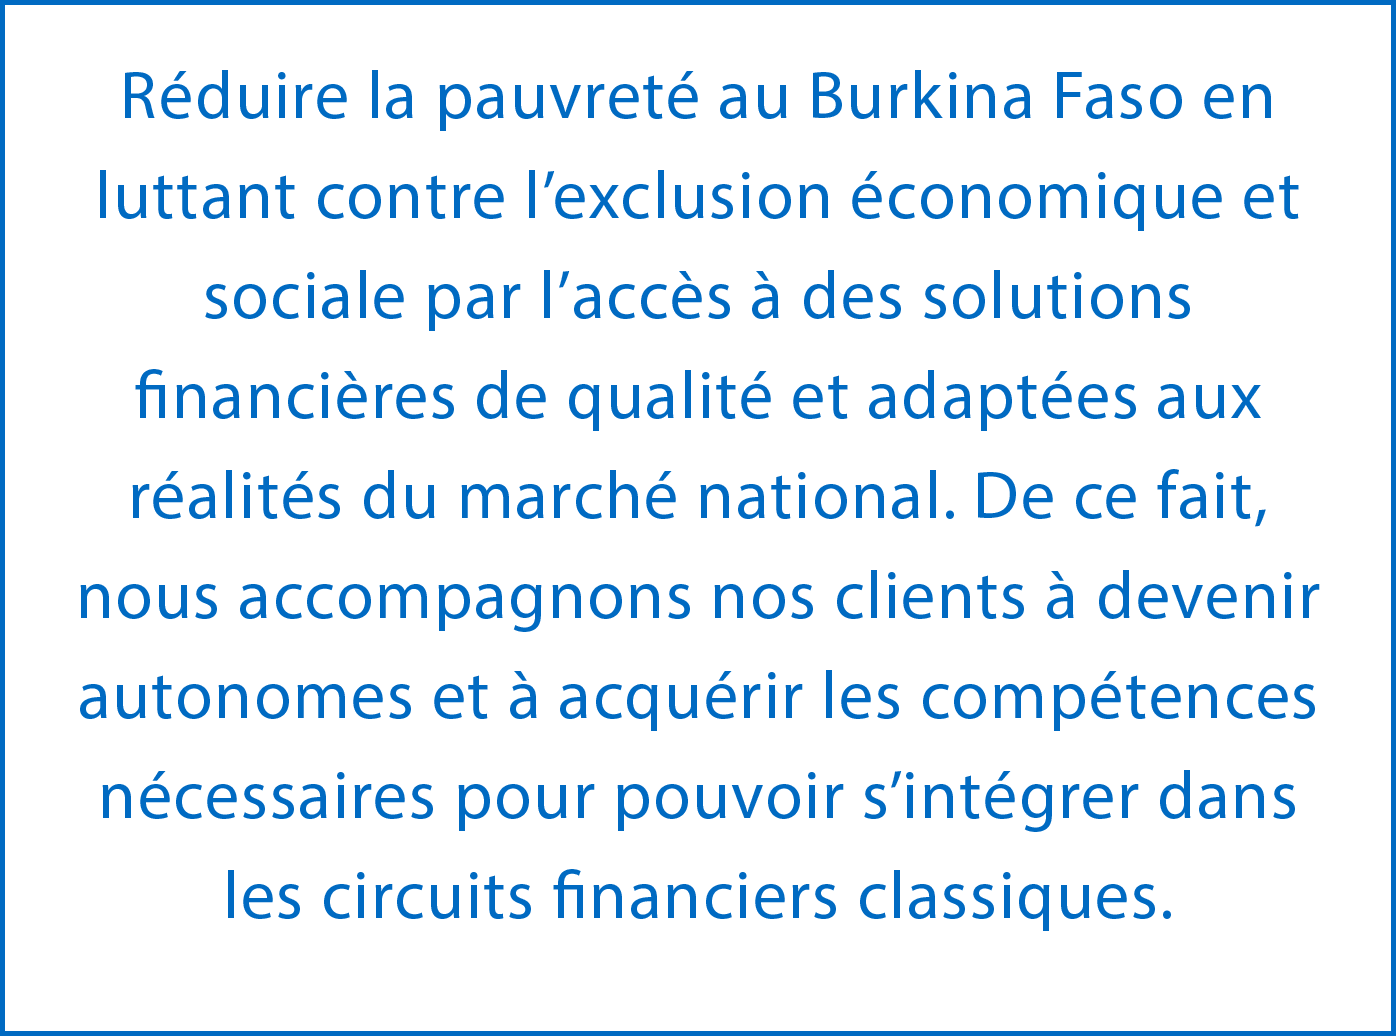 Réduire la pauvreté au Burkina Faso en
luttant contre l’exclusion économique et
sociale par l’accès à des solutions
financières de qualité et adaptées aux
réalités du marché national. De ce fait,
nous accompagnons nos clients à devenir
autonomes et à acquérir les compétences
nécessaires pour pouvoir s’intégrer dans
les circuits financiers classiques.